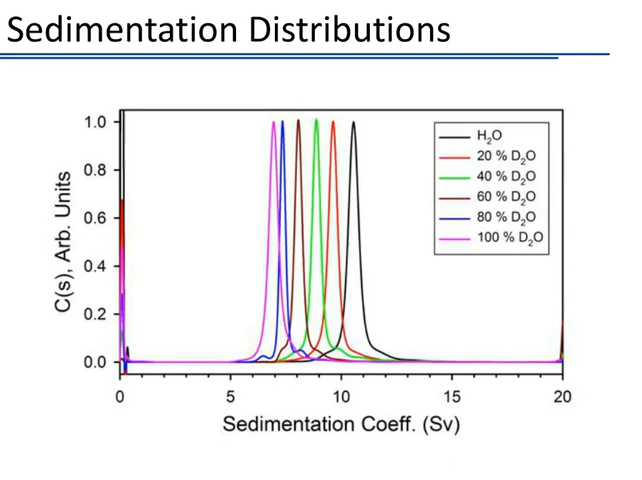 Sedimentation Distributions
C(s), Arb. Units
1.0
0.8
0.6
0.4
0.2
0.0
0 5 10 15 20
Sedimentation Coeff. (Sv)
H₂O
20 % D₂O
40 % D₂O
60 % D₂O
80 % D₂O
100 % D₂O